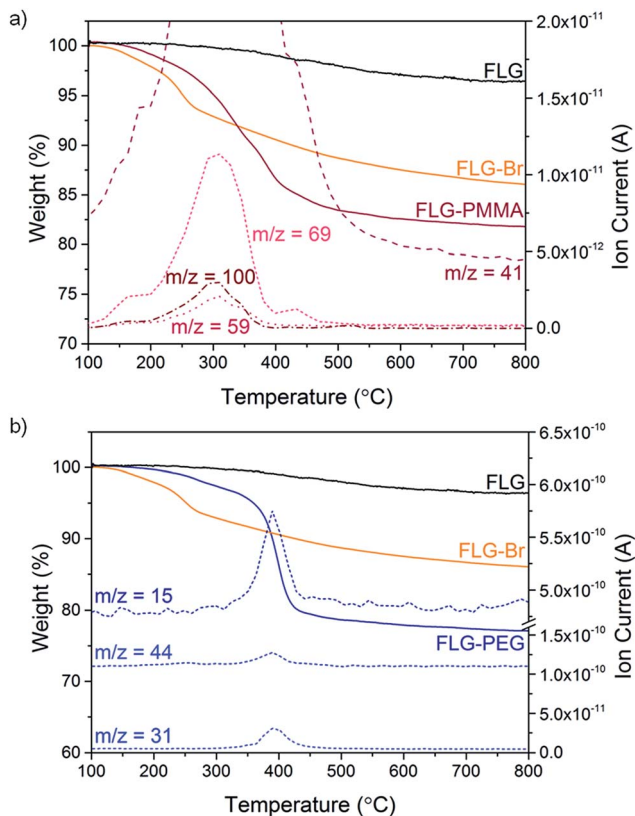 a)
100
95
90
85
80
75
70
Weight (%)
FLG
FLG-Br
FLG-PMMA
m/z = 69
m/z = 100
m/z = 41
m/z = 59
2.0x10⁻¹¹
1.5x10⁻¹¹
1.0x10⁻¹¹
5.0x10⁻¹²
0.0
Ion Current (A)
100 200 300 400 500 600 700 800
Temperature (°C)
b)
100
90
80
70
60
Weight (%)
FLG
FLG-Br
m/z = 15
FLG-PEG
m/z = 44
m/z = 31
6.5x10⁻¹⁰
6.0x10⁻¹⁰
5.5x10⁻¹⁰
5.0x10⁻¹⁰
1.5x10⁻¹⁰
1.0x10⁻¹⁰
5.0x10⁻¹¹
0.0
Ion Current (A)
100 200 300 400 500 600 700 800
Temperature (°C)